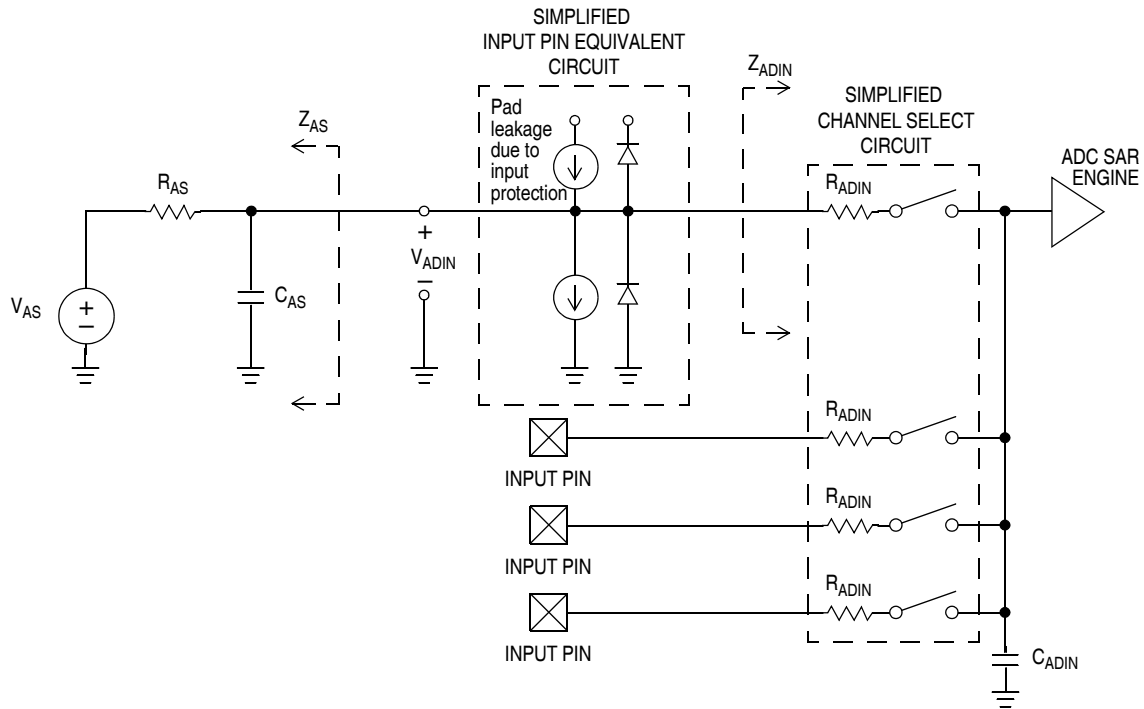 SIMPLIFIED
INPUT PIN EQUIVALENT
CIRCUIT
Z_ADIN
SIMPLIFIED
CHANNEL SELECT
CIRCUIT
Pad
leakage
due to
input
protection
Z_AS
R_AS
R_ADIN
ADC SAR
ENGINE
+
V_ADIN
−
V_AS
+
−
C_AS
R_ADIN
INPUT PIN
R_ADIN
INPUT PIN
R_ADIN
INPUT PIN
C_ADIN